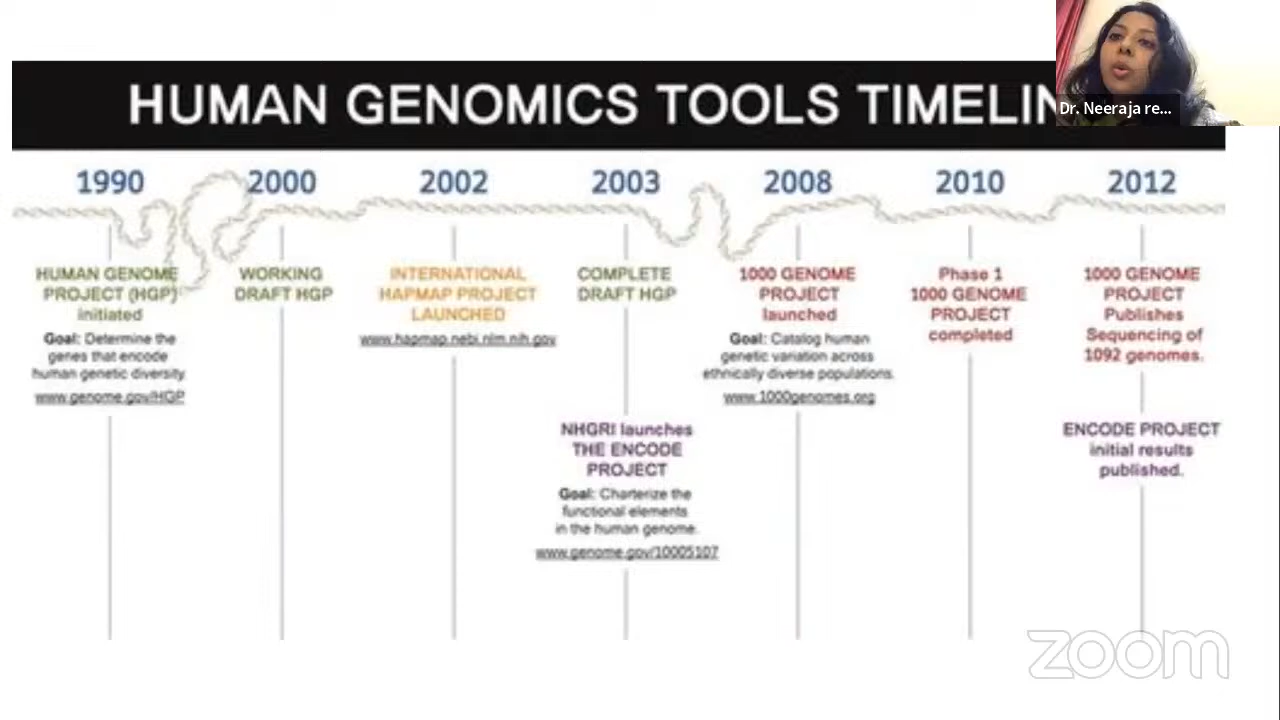 HUMAN GENOMICS TOOLS TIMELIN
Dr. Neeraja re...
1990
2000
2002
2003
2008
2010
2012
HUMAN GENOME
PROJECT (HGP)
initiated
Goal: Determine the
genes that encode
human genetic diversity
www.genome.gov/HGP
WORKING
DRAFT HGP
INTERNATIONAL
HAPMAP PROJECT
LAUNCHED
www.hapmap.nebi.nlm.nih.gov
COMPLETE
DRAFT HGP
NHGRI launches
THE ENCODE
PROJECT
Goal: Charterize the
functional elements
in the human genome.
www.genome.gov/10005107
1000 GENOME
PROJECT
launched
Goal: Catalog human
genetic variation across
ethnically diverse populations.
www.1000genomes.org
Phase 1
1000 GENOME
PROJECT
completed
1000 GENOME
PROJECT
Publishes
Sequencing of
1092 genomes.
ENCODE PROJECT
initial results
published.
zoom